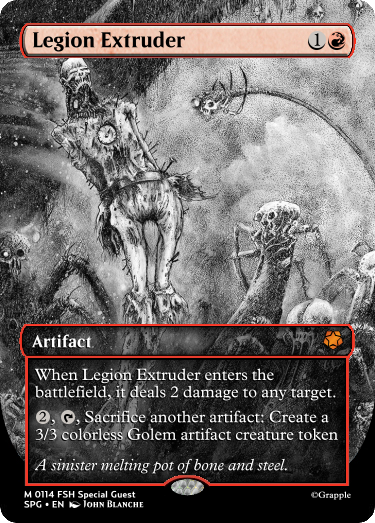 Legion Extruder 1
Artifact
When Legion Extruder enters the
battlefield, it deals 2 damage to any target.
2, , Sacrifice another artifact: Create a
3/3 colorless Golem artifact creature token
A sinister melting pot of bone and steel.
M 0114 FSH Special Guest
SPG • EN John Blanche
©Grapple